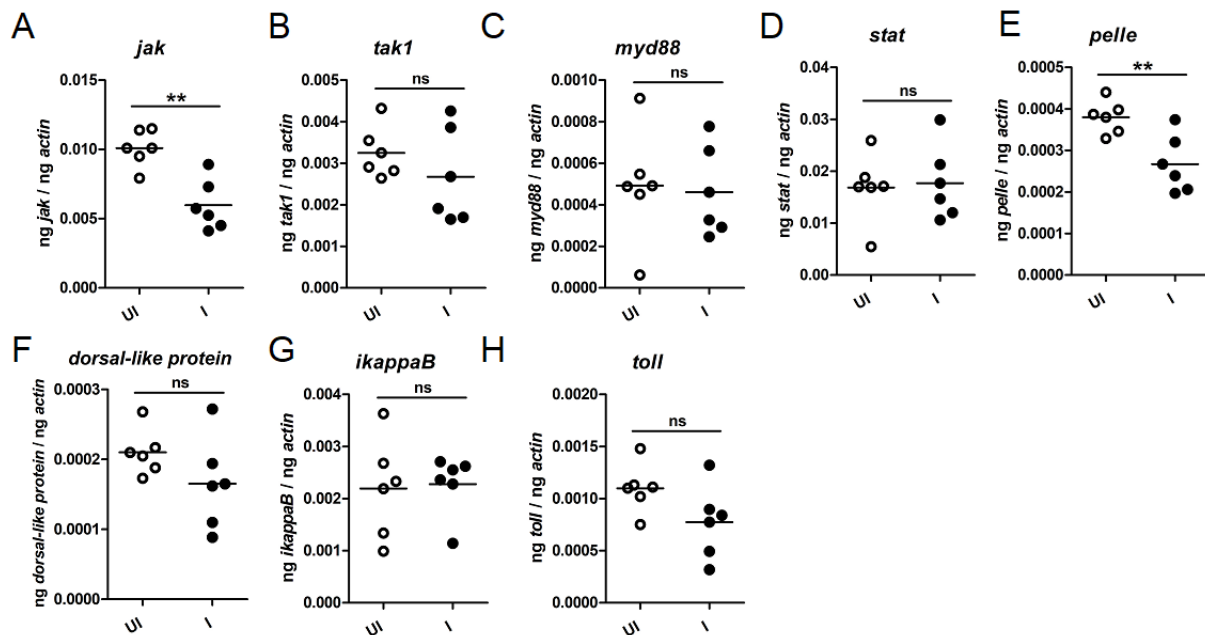 A
jak
ng jak / ng actin
0.015
0.010
0.005
0.000
**
UI
I
B
tak1
ng tak1 / ng actin
0.005
0.004
0.003
0.002
0.001
0.000
ns
UI
I
C
myd88
ng myd88 / ng actin
0.0010
0.0008
0.0006
0.0004
0.0002
0.0000
ns
UI
I
D
stat
ng stat / ng actin
0.04
0.03
0.02
0.01
0.00
ns
UI
I
E
pelle
ng pelle / ng actin
0.0005
0.0004
0.0003
0.0002
0.0001
0.0000
**
UI
I
F
dorsal-like protein
ng dorsal-like protein / ng actin
0.0003
0.0002
0.0001
0.0000
ns
UI
I
G
ikappaB
ng ikappaB / ng actin
0.004
0.003
0.002
0.001
0.000
ns
UI
I
H
toll
ng toll / ng actin
0.0020
0.0015
0.0010
0.0005
0.0000
ns
UI
I